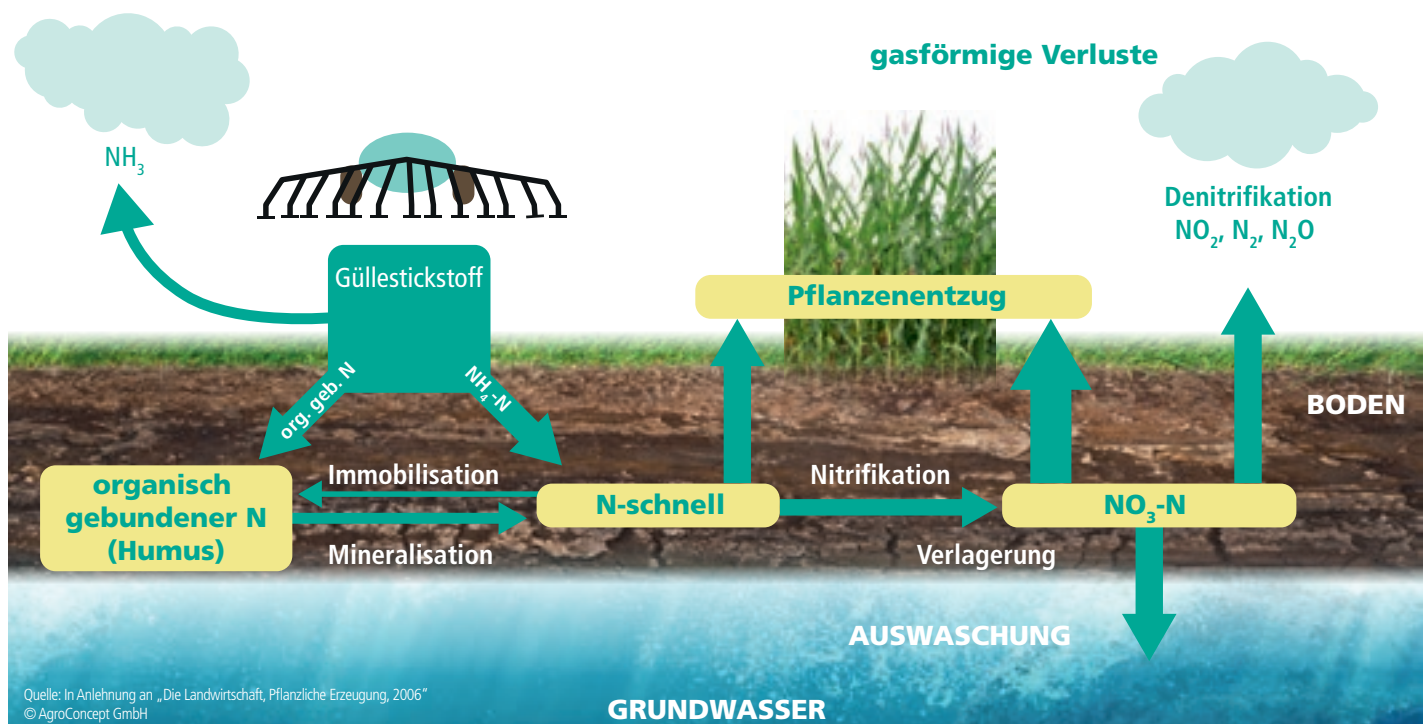 gasförmige Verluste
NH₃
Denitrifikation
NO₂, N₂, N₂O
Güllestickstoff
Pflanzenentzug
org. geb. N
NH₄-N
BODEN
organisch
gebundener N
(Humus)
Immobilisation
Mineralisation
N-schnell
Nitrifikation
Verlagerung
NO₃-N
AUSWASCHUNG
Quelle: In Anlehnung an „Die Landwirtschaft, Pflanzliche Erzeugung, 2006“
© AgroConcept GmbH
GRUNDWASSER